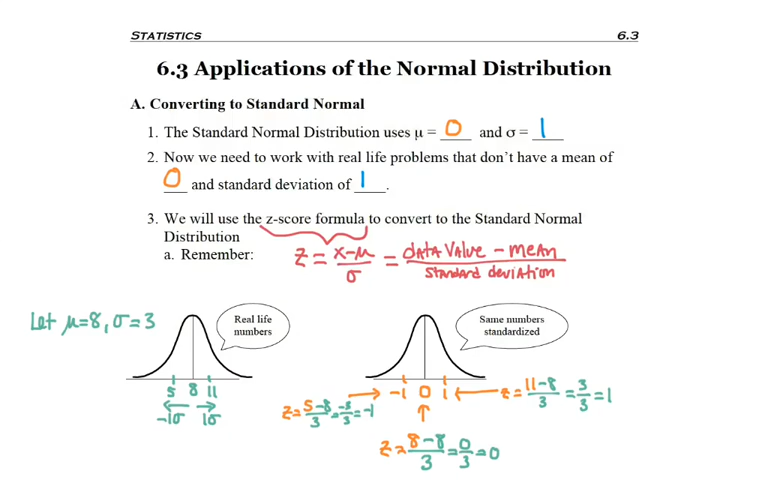 STATISTICS 6.3
6.3 Applications of the Normal Distribution
A. Converting to Standard Normal
1. The Standard Normal Distribution uses μ = 0 and σ = 1
2. Now we need to work with real life problems that don't have a mean of
0 and standard deviation of 1.
3. We will use the z-score formula to convert to the Standard Normal
Distribution
a. Remember: z = (x-μ)/σ = (DATA VALUE - MEAN)/(STANDARD DEVIATION)
Let μ=8, σ=3
Real life
numbers
Same numbers
standardized
5 8 11
-1σ 1σ
-1 0 1
z = (5-8)/3 = -3/3 = -1
z = (11-8)/3 = 3/3 = 1
z = (8-8)/3 = 0/3 = 0